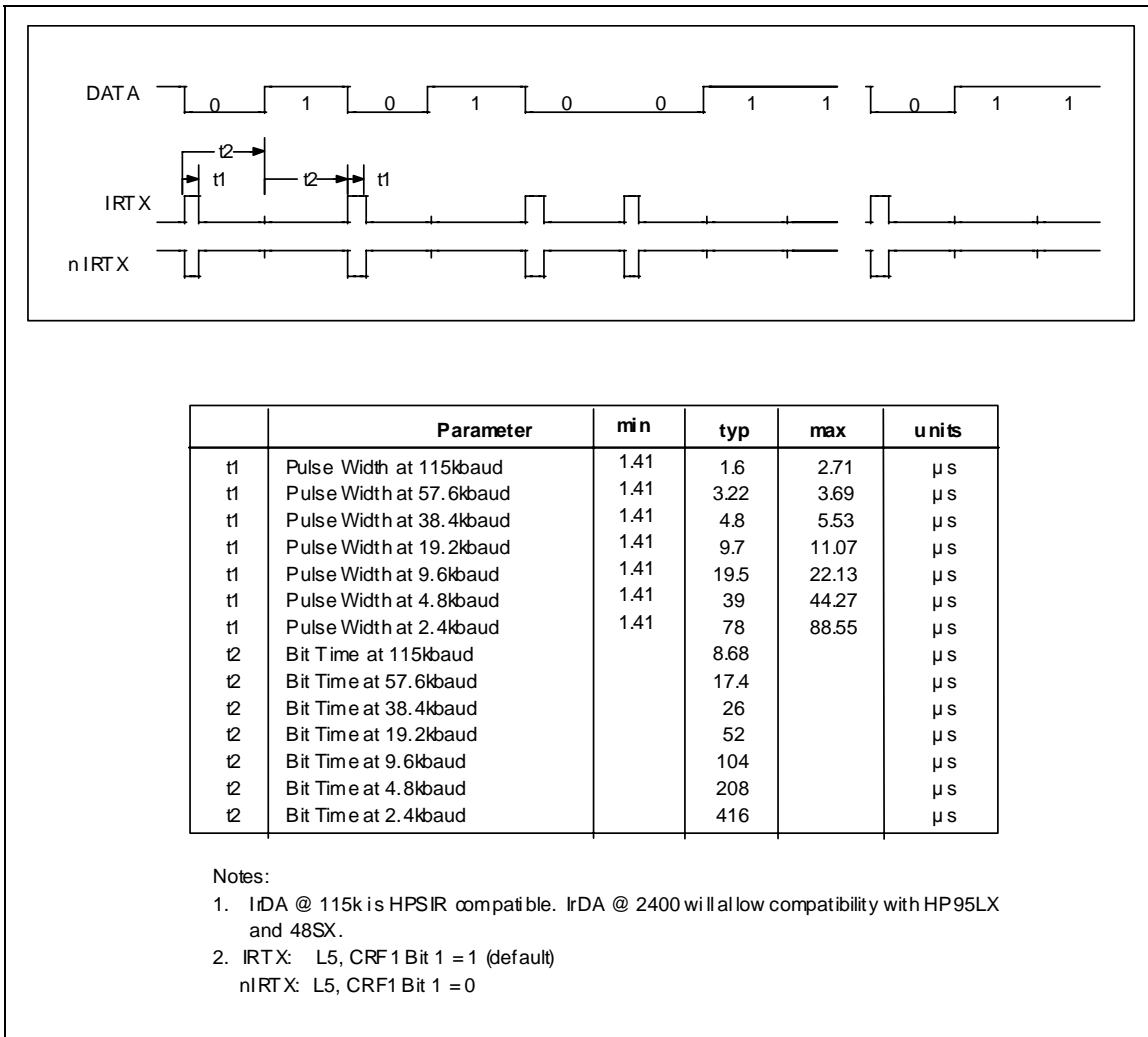 DATA 0 1 0 1 0 0 1 1 0 1 1
t2
t1 t2 t1
IRTX
nIRTX
Parameter min typ max units
t1 Pulse Width at 115kbaud 1.41 1.6 2.71 µs
t1 Pulse Width at 57.6kbaud 1.41 3.22 3.69 µs
t1 Pulse Width at 38.4kbaud 1.41 4.8 5.53 µs
t1 Pulse Width at 19.2kbaud 1.41 9.7 11.07 µs
t1 Pulse Width at 9.6kbaud 1.41 19.5 22.13 µs
t1 Pulse Width at 4.8kbaud 1.41 39 44.27 µs
t1 Pulse Width at 2.4kbaud 1.41 78 88.55 µs
t2 Bit Time at 115kbaud 8.68 µs
t2 Bit Time at 57.6kbaud 17.4 µs
t2 Bit Time at 38.4kbaud 26 µs
t2 Bit Time at 19.2kbaud 52 µs
t2 Bit Time at 9.6kbaud 104 µs
t2 Bit Time at 4.8kbaud 208 µs
t2 Bit Time at 2.4kbaud 416 µs
Notes:
1. IrDA @ 115k is HPSIR compatible. IrDA @ 2400 will allow compatibility with HP95LX
and 48SX.
2. IRTX: L5, CRF1 Bit 1 = 1 (default)
nIRTX: L5, CRF1 Bit 1 = 0